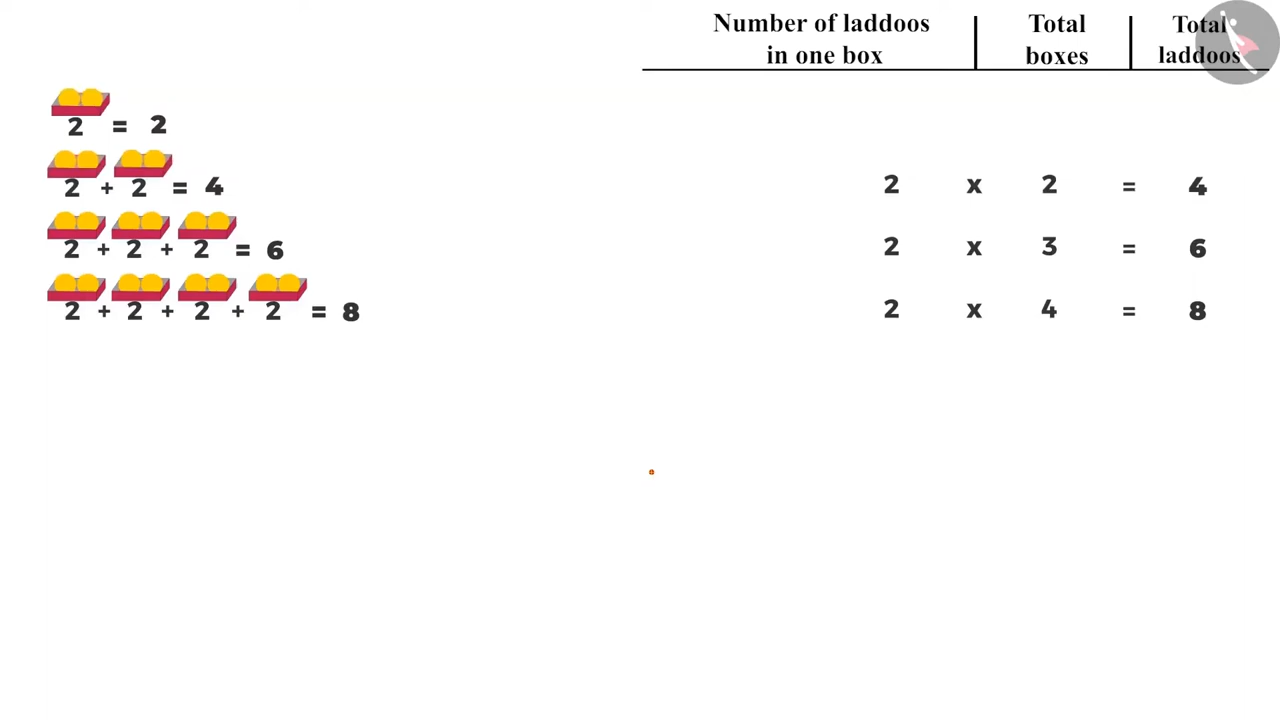 Number of laddoos in one box Total boxes Total laddoos
2 = 2
2 + 2 = 4
2 x 2 = 4
2 + 2 + 2 = 6
2 x 3 = 6
2 + 2 + 2 + 2 = 8
2 x 4 = 8